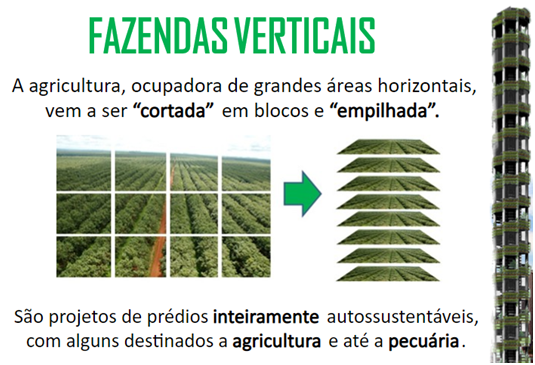 FAZENDAS VERTICAIS
A agricultura, ocupadora de grandes áreas horizontais,
vem a ser “cortada” em blocos e “empilhada”.
São projetos de prédios inteiramente autossustentáveis,
com alguns destinados a agricultura e até a pecuária.